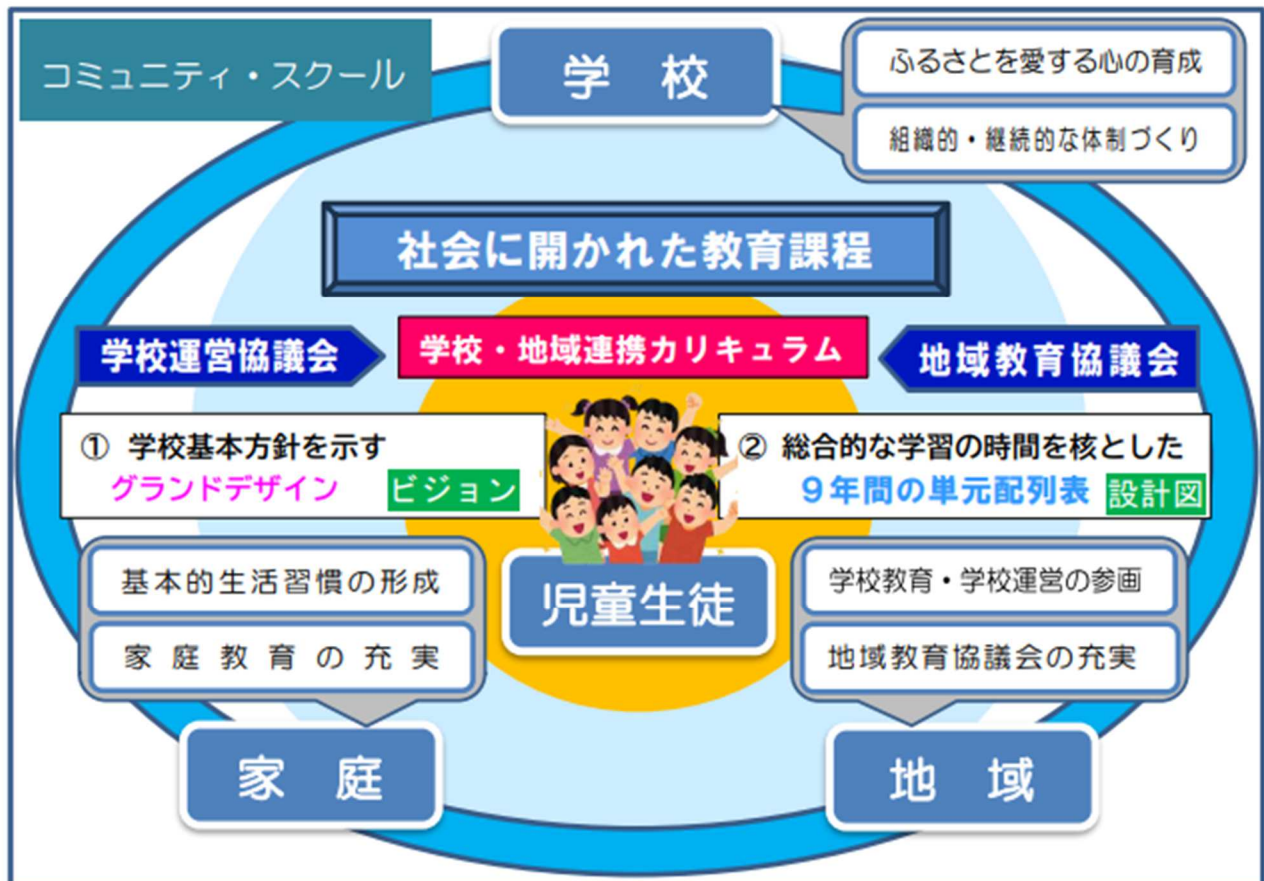 コミュニティ・スクール
学校
ふるさとを愛する心の育成
組織的・継続的な体制づくり
社会に開かれた教育課程
学校運営協議会
学校・地域連携カリキュラム
地域教育協議会
① 学校基本方針を示す
グランドデザイン ビジョン
② 総合的な学習の時間を核とした
9年間の単元配列表 設計図
児童生徒
基本的生活習慣の形成
家庭教育の充実
学校教育・学校運営の参画
地域教育協議会の充実
家庭
地域